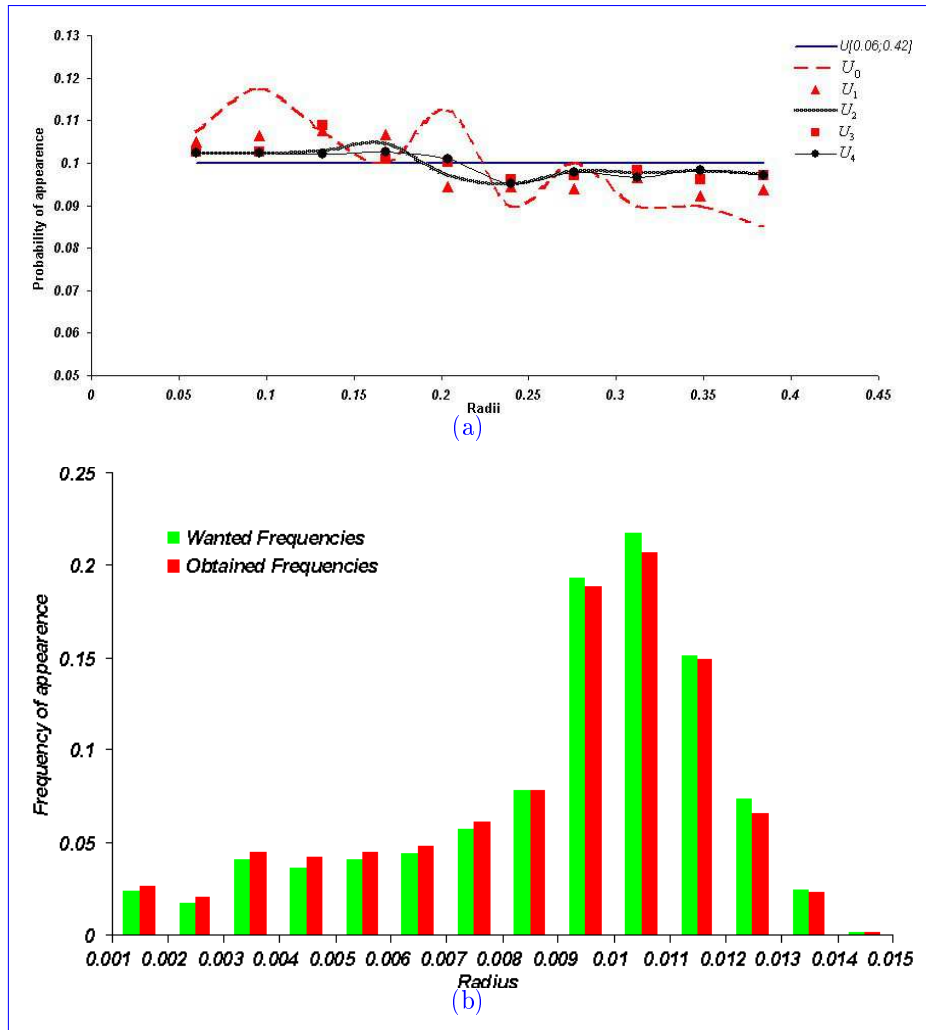 0.13
0.12
0.11
0.1
0.09
0.08
0.07
0.06
0.05
Probability of appearence
0 0.05 0.1 0.15 0.2 0.25 0.3 0.35 0.4 0.45
Radii
U[0.06;0.42]
U0
U1
U2
U3
U4
(a)
0.25
0.2
0.15
0.1
0.05
0
Frequency of appearence
Wanted Frequencies
Obtained Frequencies
0.001 0.002 0.003 0.004 0.005 0.006 0.007 0.008 0.009 0.01 0.011 0.012 0.013 0.014 0.015
Radius
(b)